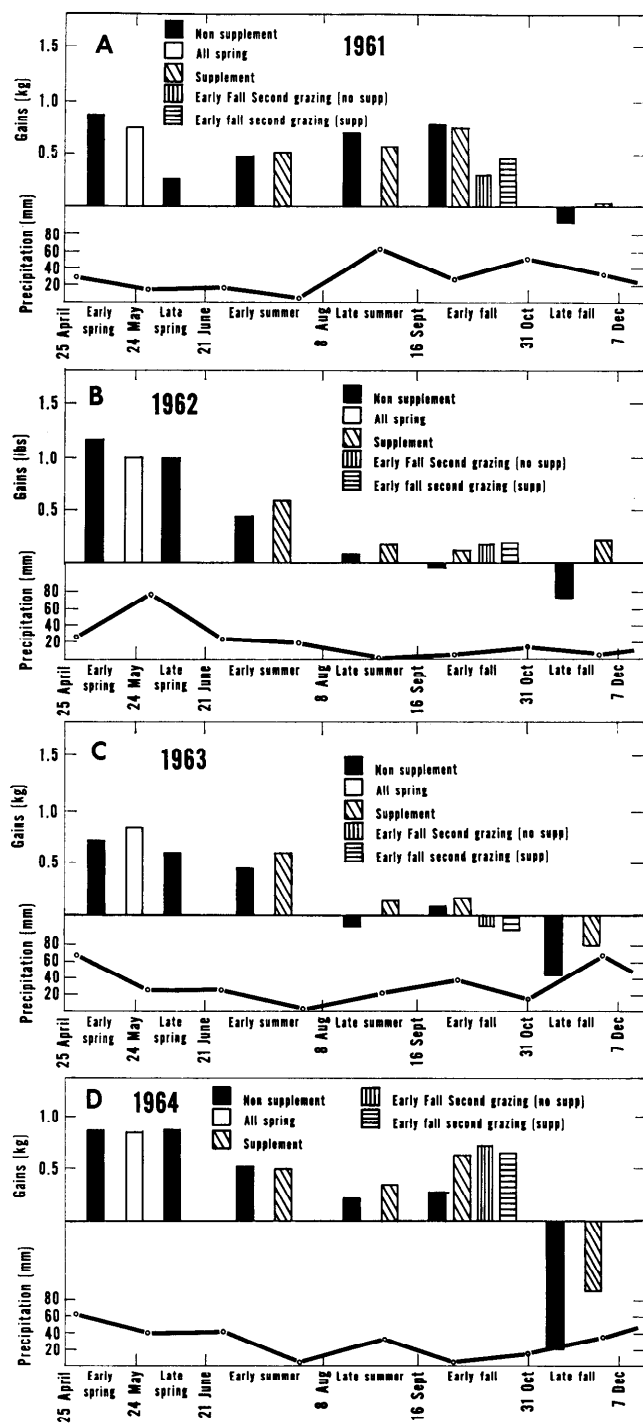 A
1961
Non supplement
All spring
Supplement
Early Fall Second grazing (no supp)
Early fall second grazing (supp)
Gains (kg)
1.5
1.0
0.5
Precipitation (mm)
80
60
40
20
25 April
Early spring
24 May
Late spring
21 June
Early summer
8 Aug
Late summer
16 Sept
Early fall
31 Oct
Late fall
7 Dec
B
1962
Non supplement
All spring
Supplement
Early Fall Second grazing (no supp)
Early fall second grazing (supp)
Gains (lbs)
1.5
1.0
0.5
Precipitation (mm)
80
60
40
20
25 April
Early spring
24 May
Late spring
21 June
Early summer
8 Aug
Late summer
16 Sept
Early fall
31 Oct
Late fall
7 Dec
C
1963
Non supplement
All spring
Supplement
Early Fall Second grazing (no supp)
Early fall second grazing (supp)
Gains (kg)
1.5
1.0
0.5
Precipitation (mm)
80
60
40
20
25 April
Early spring
24 May
Late spring
21 June
Early summer
8 Aug
Late summer
16 Sept
Early fall
31 Oct
Late fall
7 Dec
D
1964
Non supplement
All spring
Supplement
Early Fall Second grazing (no supp)
Early fall second grazing (supp)
Gains (kg)
1.0
0.5
Precipitation (mm)
80
60
40
20
25 April
Early spring
24 May
Late spring
21 June
Early summer
8 Aug
Late summer
16 Sept
Early fall
31 Oct
Late fall
7 Dec